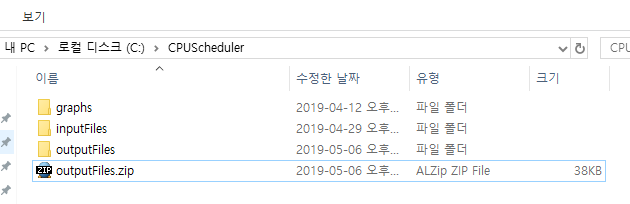 보기
내 PC > 로컬 디스크 (C:) > CPUScheduler
CPU
이름 수정한 날짜 유형 크기
graphs 2019-04-12 오후... 파일 폴더
inputFiles 2019-04-29 오후... 파일 폴더
outputFiles 2019-05-06 오후... 파일 폴더
ZIP outputFiles.zip 2019-05-06 오후... ALZip ZIP File 38KB